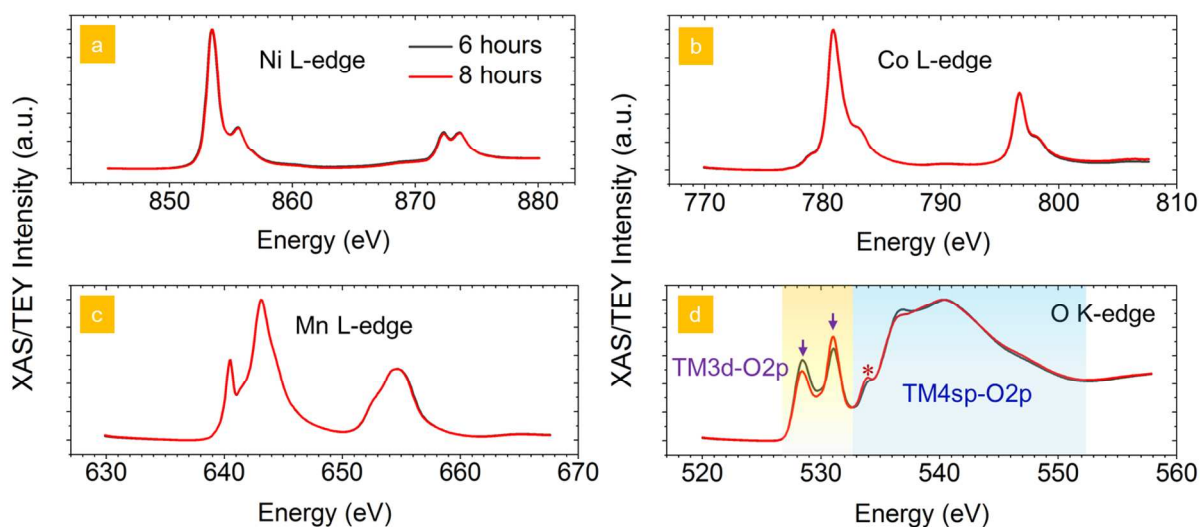 a
Ni L-edge
6 hours
8 hours
850 860 870 880
Energy (eV)
b
Co L-edge
770 780 790 800 810
Energy (eV)
XAS/TEY Intensity (a.u.)
XAS/TEY Intensity (a.u.)
c
Mn L-edge
630 640 650 660 670
Energy (eV)
d
O K-edge
TM3d-O2p
*
TM4sp-O2p
520 530 540 550 560
Energy (eV)